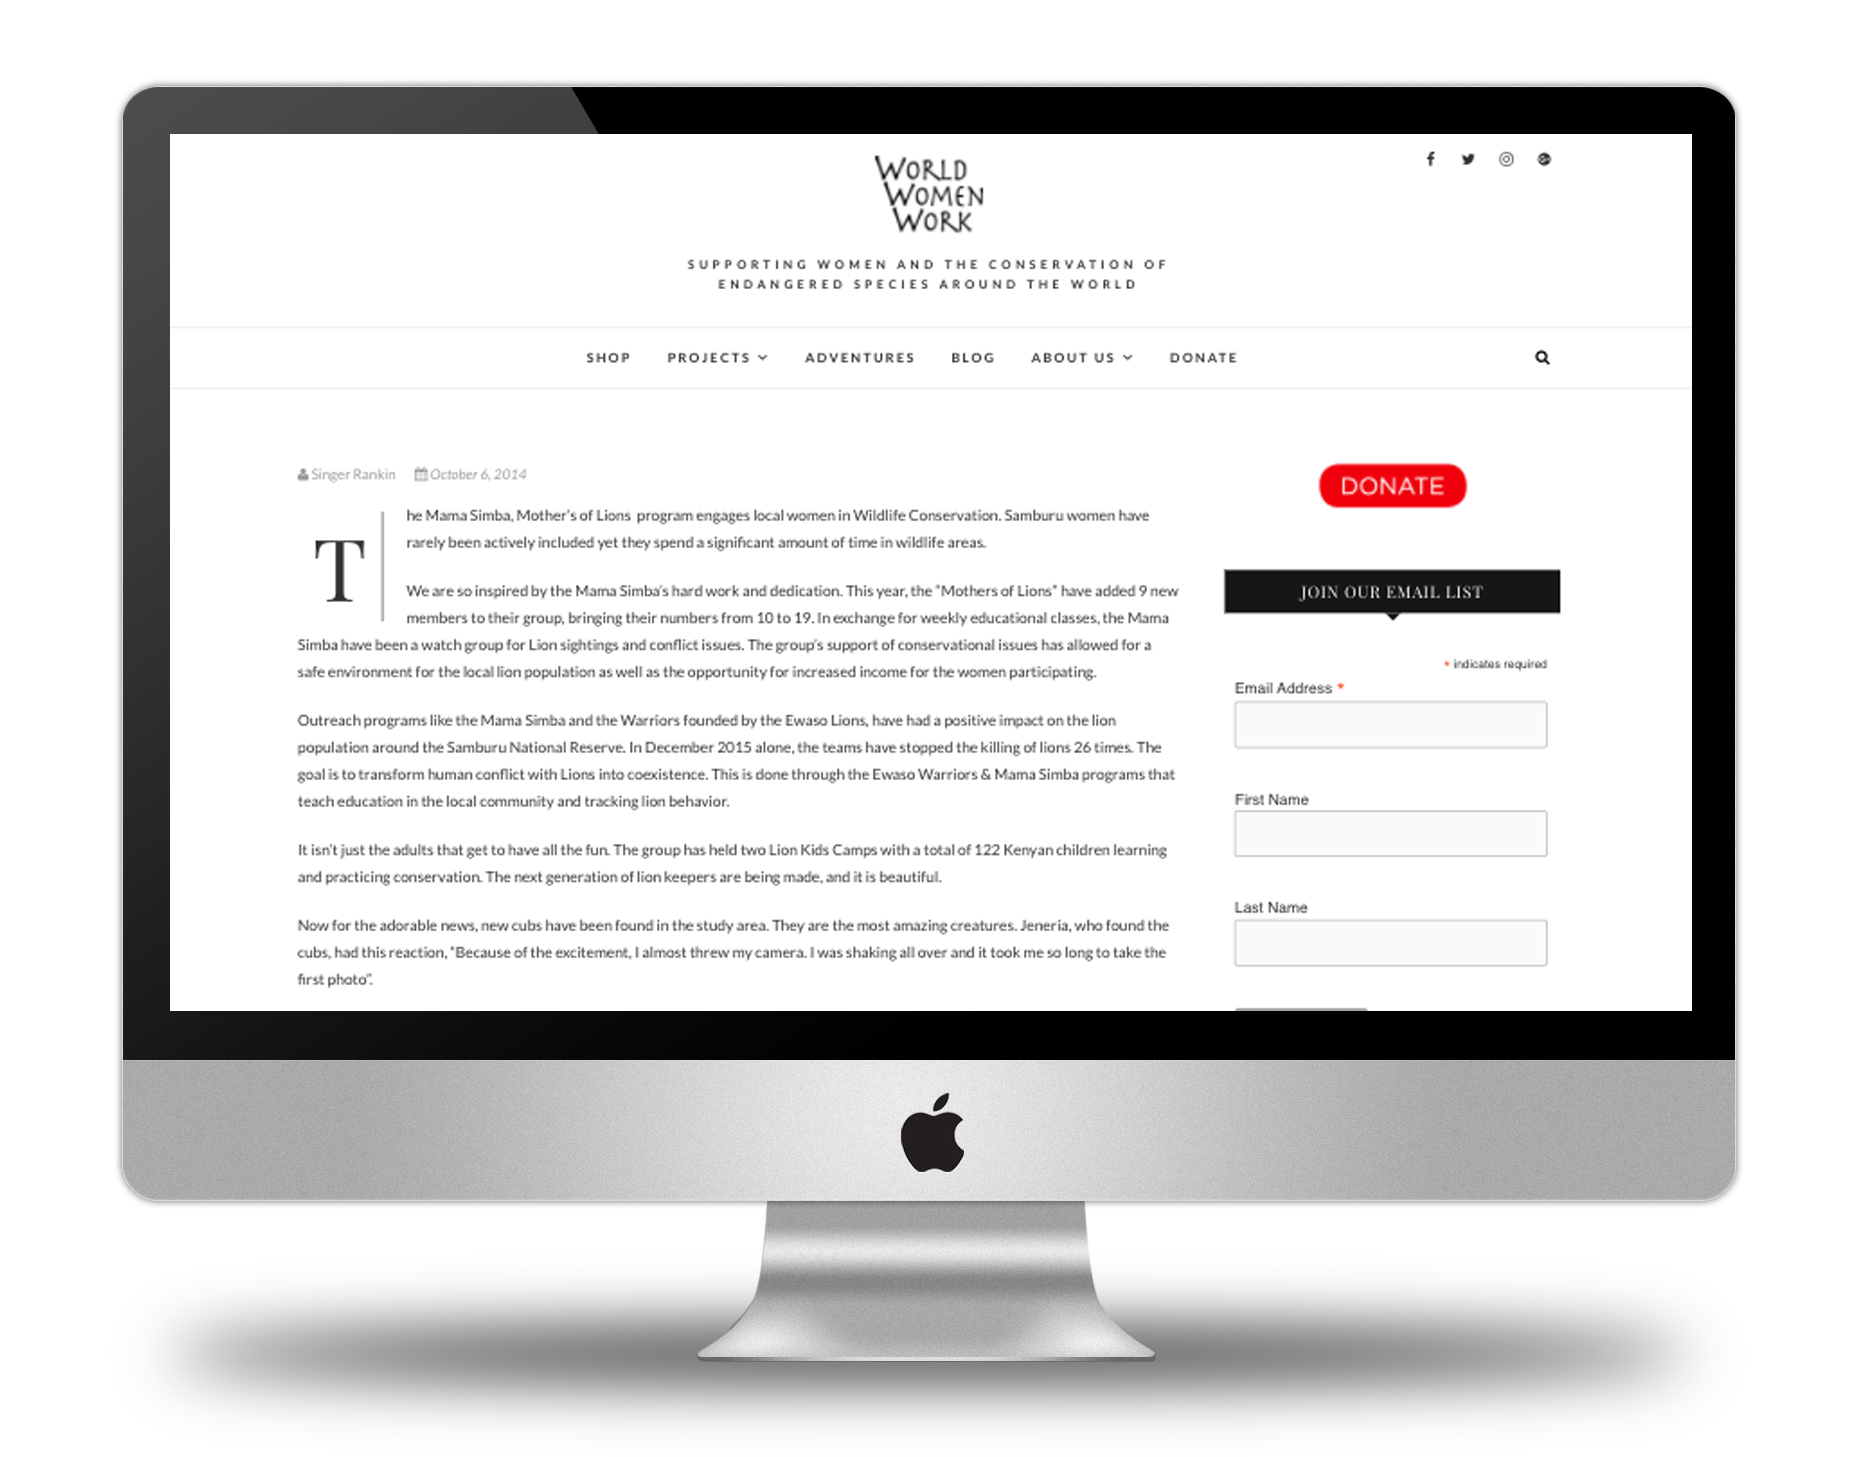 WORLD
WOMEN
WORK
SUPPORTING WOMEN AND THE CONSERVATION OF
ENDANGERED SPECIES AROUND THE WORLD
SHOP PROJECTS ADVENTURES BLOG ABOUT US DONATE
Singer Rankin October 6, 2014
The Mama Simba, Mother's of Lions program engages local women in Wildlife Conservation. Samburu women have
rarely been actively included yet they spend a significant amount of time in wildlife areas.
We are so inspired by the Mama Simba's hard work and dedication. This year, the "Mothers of Lions" have added 9 new
members to their group, bringing their numbers from 10 to 19. In exchange for weekly educational classes, the Mama
Simba have been a watch group for Lion sightings and conflict issues. The group's support of conservational issues has allowed for a
safe environment for the local lion population as well as the opportunity for increased income for the women participating.
Outreach programs like the Mama Simba and the Warriors founded by the Ewaso Lions, have had a positive impact on the lion
population around the Samburu National Reserve. In December 2015 alone, the teams have stopped the killing of lions 26 times. The
goal is to transform human conflict with Lions into coexistence. This is done through the Ewaso Warriors & Mama Simba programs that
teach education in the local community and tracking lion behavior.
It isn't just the adults that get to have all the fun. The group has held two Lion Kids Camps with a total of 122 Kenyan children learning
and practicing conservation. The next generation of lion keepers are being made, and it is beautiful.
Now for the adorable news, new cubs have been found in the study area. They are the most amazing creatures. Jeneria, who found the
cubs, had this reaction, "Because of the excitement, I almost threw my camera. I was shaking all over and it took me so long to take the
first photo".
DONATE
JOIN OUR EMAIL LIST
* indicates required
Email Address *
First Name
Last Name